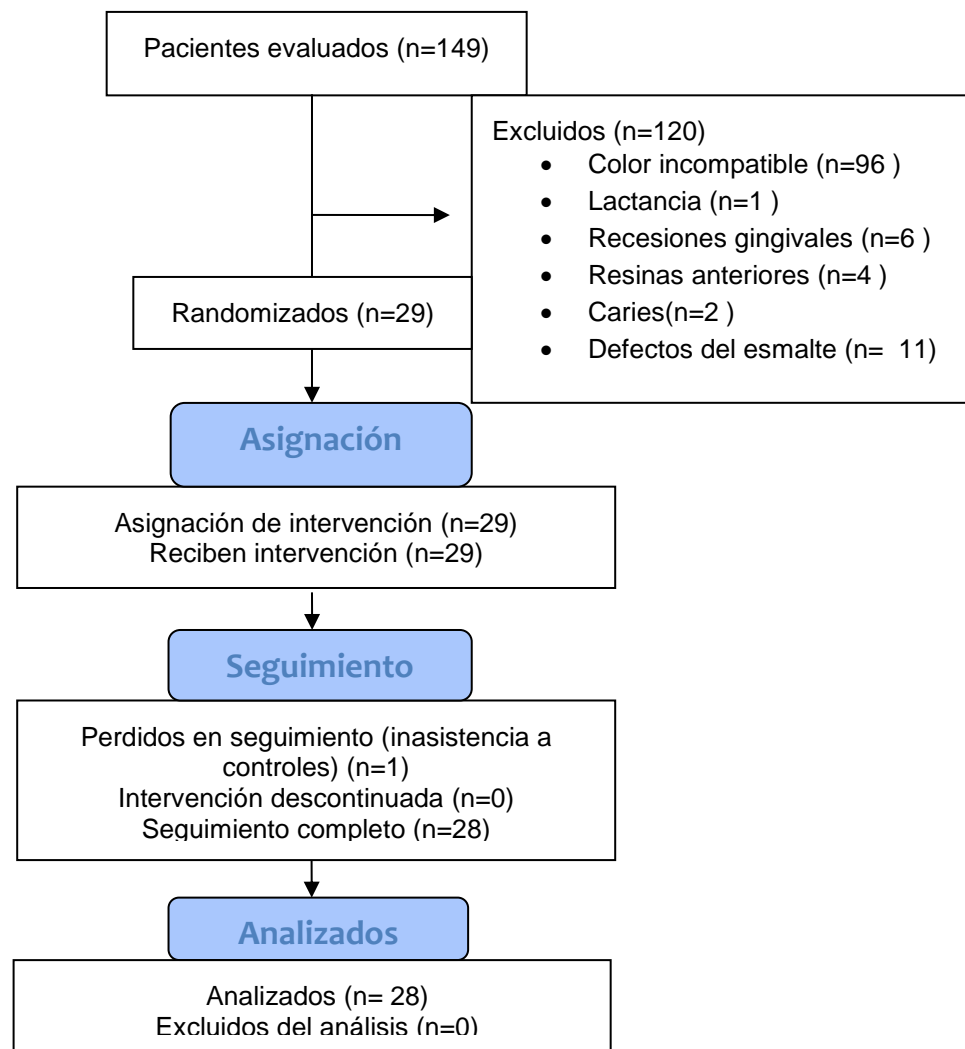 Pacientes evaluados (n=149)
Excluidos (n=120)
• Color incompatible (n=96 )
• Lactancia (n=1 )
• Recesiones gingivales (n=6 )
• Resinas anteriores (n=4 )
• Caries(n=2 )
• Defectos del esmalte (n=  11)
Randomizados (n=29)
Asignación
Asignación de intervención (n=29)
Reciben intervención (n=29)
Seguimiento
Perdidos en seguimiento (inasistencia a
controles) (n=1)
Intervención descontinuada (n=0)
Seguimiento completo (n=28)
Analizados
Analizados (n= 28)
Excluidos del análisis (n=0)